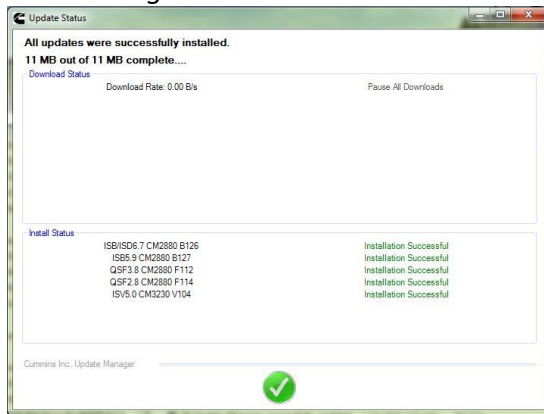 Update Status
All updates were successfully installed.
11 MB out of 11 MB complete....
Download Status
Download Rate: 0.00 B/s Pause All Downloads
Install Status
ISB/ISD6.7 CM2880 B126 Installation Successful
ISB5.9 CM2880 B127 Installation Successful
QSF3.8 CM2880 F112 Installation Successful
QSF2.8 CM2880 F114 Installation Successful
ISV5.0 CM3230 V104 Installation Successful
Cummins Inc. Update Manager